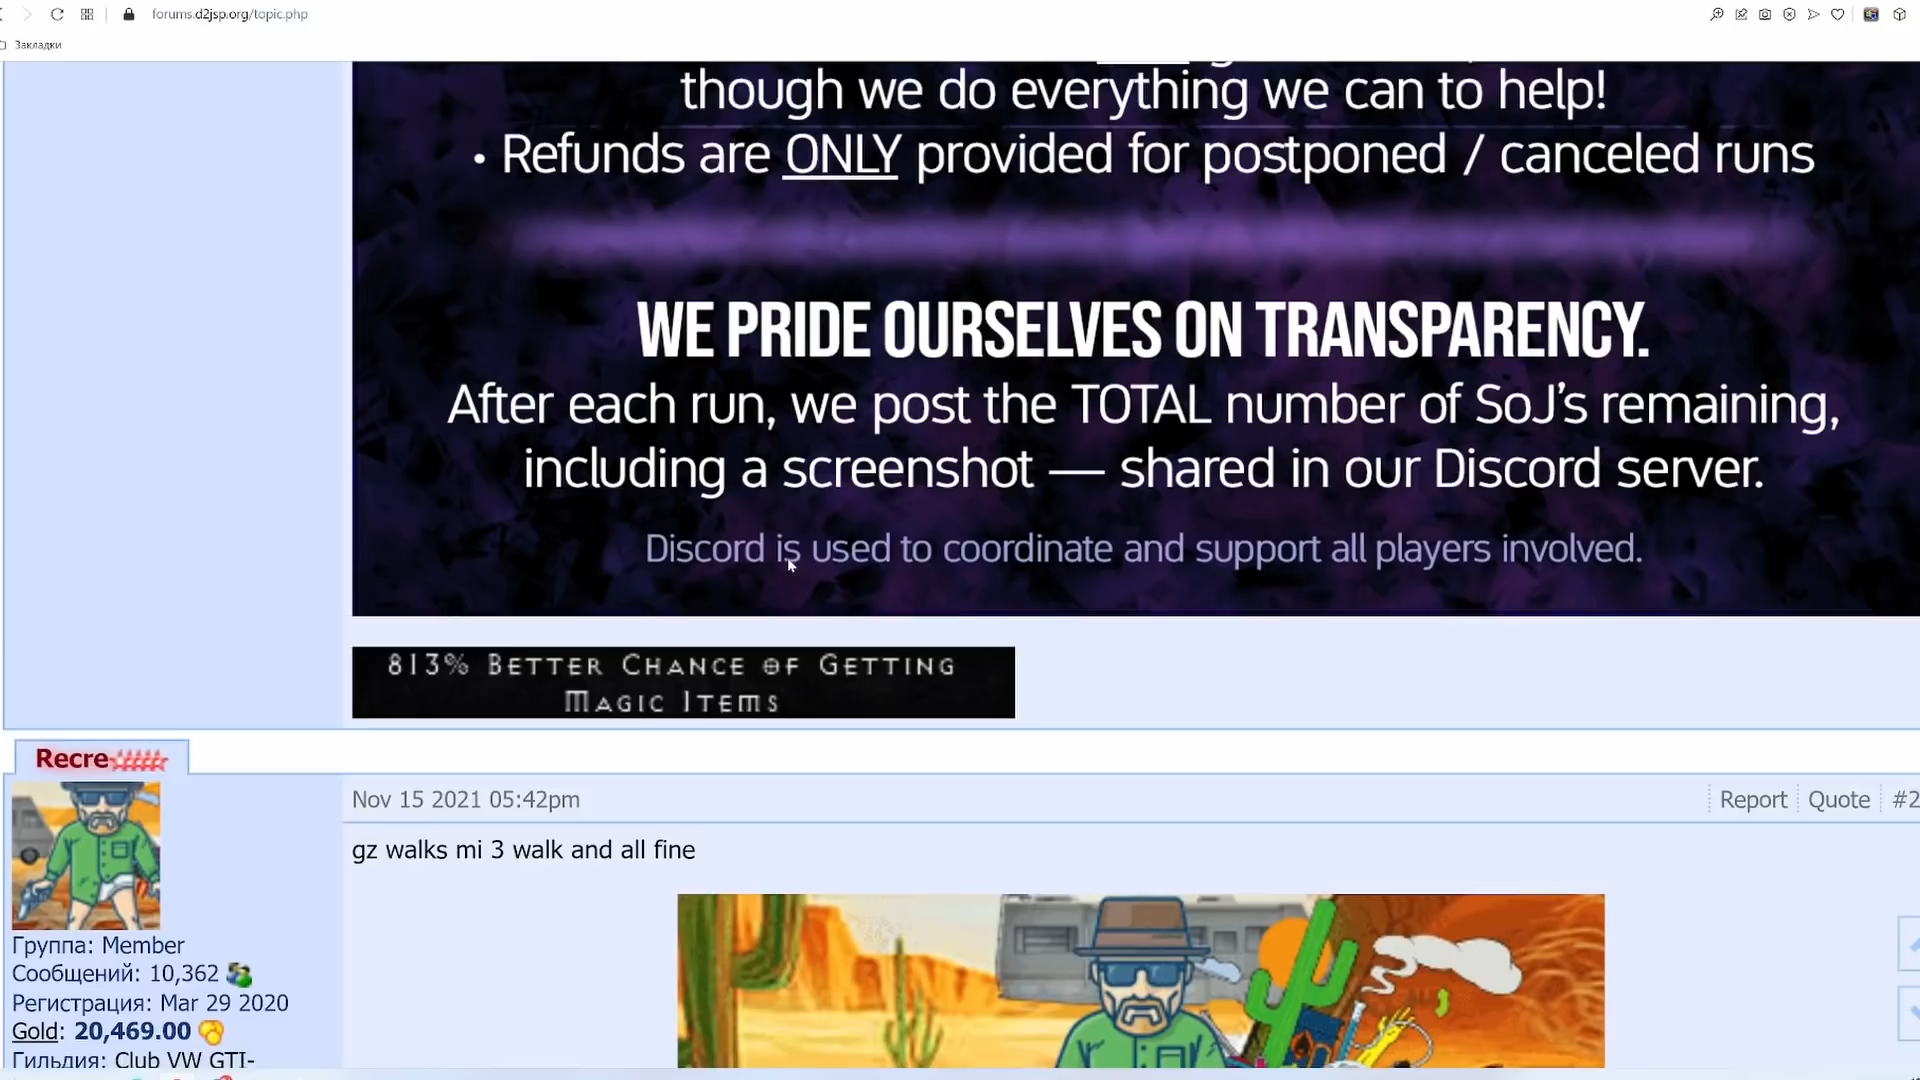 forums.d2jsp.org/topic.php
Закладки
though we do everything we can to help!
• Refunds are ONLY provided for postponed / canceled runs
WE PRIDE OURSELVES ON TRANSPARENCY.
After each run, we post the TOTAL number of SoJ’s remaining,
including a screenshot — shared in our Discord server.
Discord is used to coordinate and support all players involved.
813% Better Chance of Getting
Magic Items
Recre
Nov 15 2021 05:42pm
Report
Quote
#2
gz walks mi 3 walk and all fine
Группа: Member
Сообщений: 10,362
Регистрация: Mar 29 2020
Gold: 20,469.00
Гильдия: Club VW GTI-